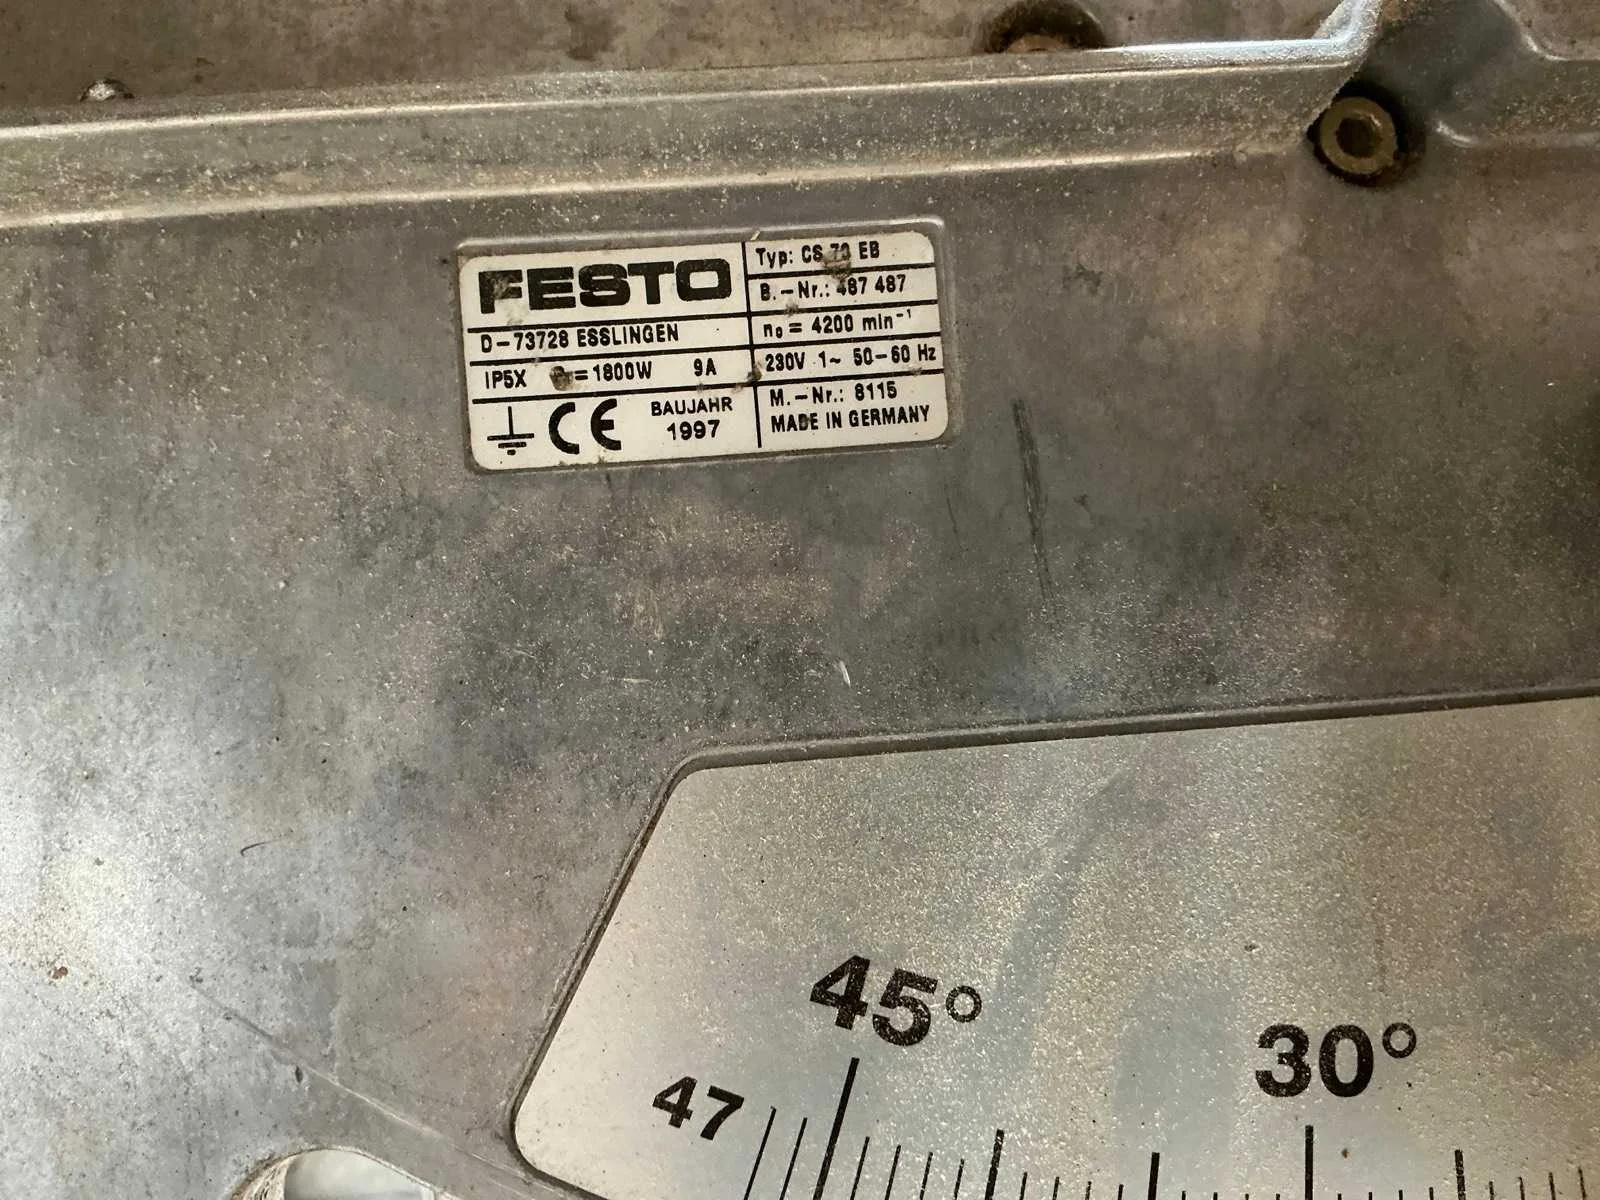 FESTO
D-73728 ESSLINGEN
IP5X =1800W 9A
CE BAUJAHR
1997
Typ: CS 70 EB
B.-Nr.: 487 487
n₀ = 4200 min⁻¹
230V 1~ 50-60 Hz
M.-Nr.: 8115
MADE IN GERMANY
45°
30°
47